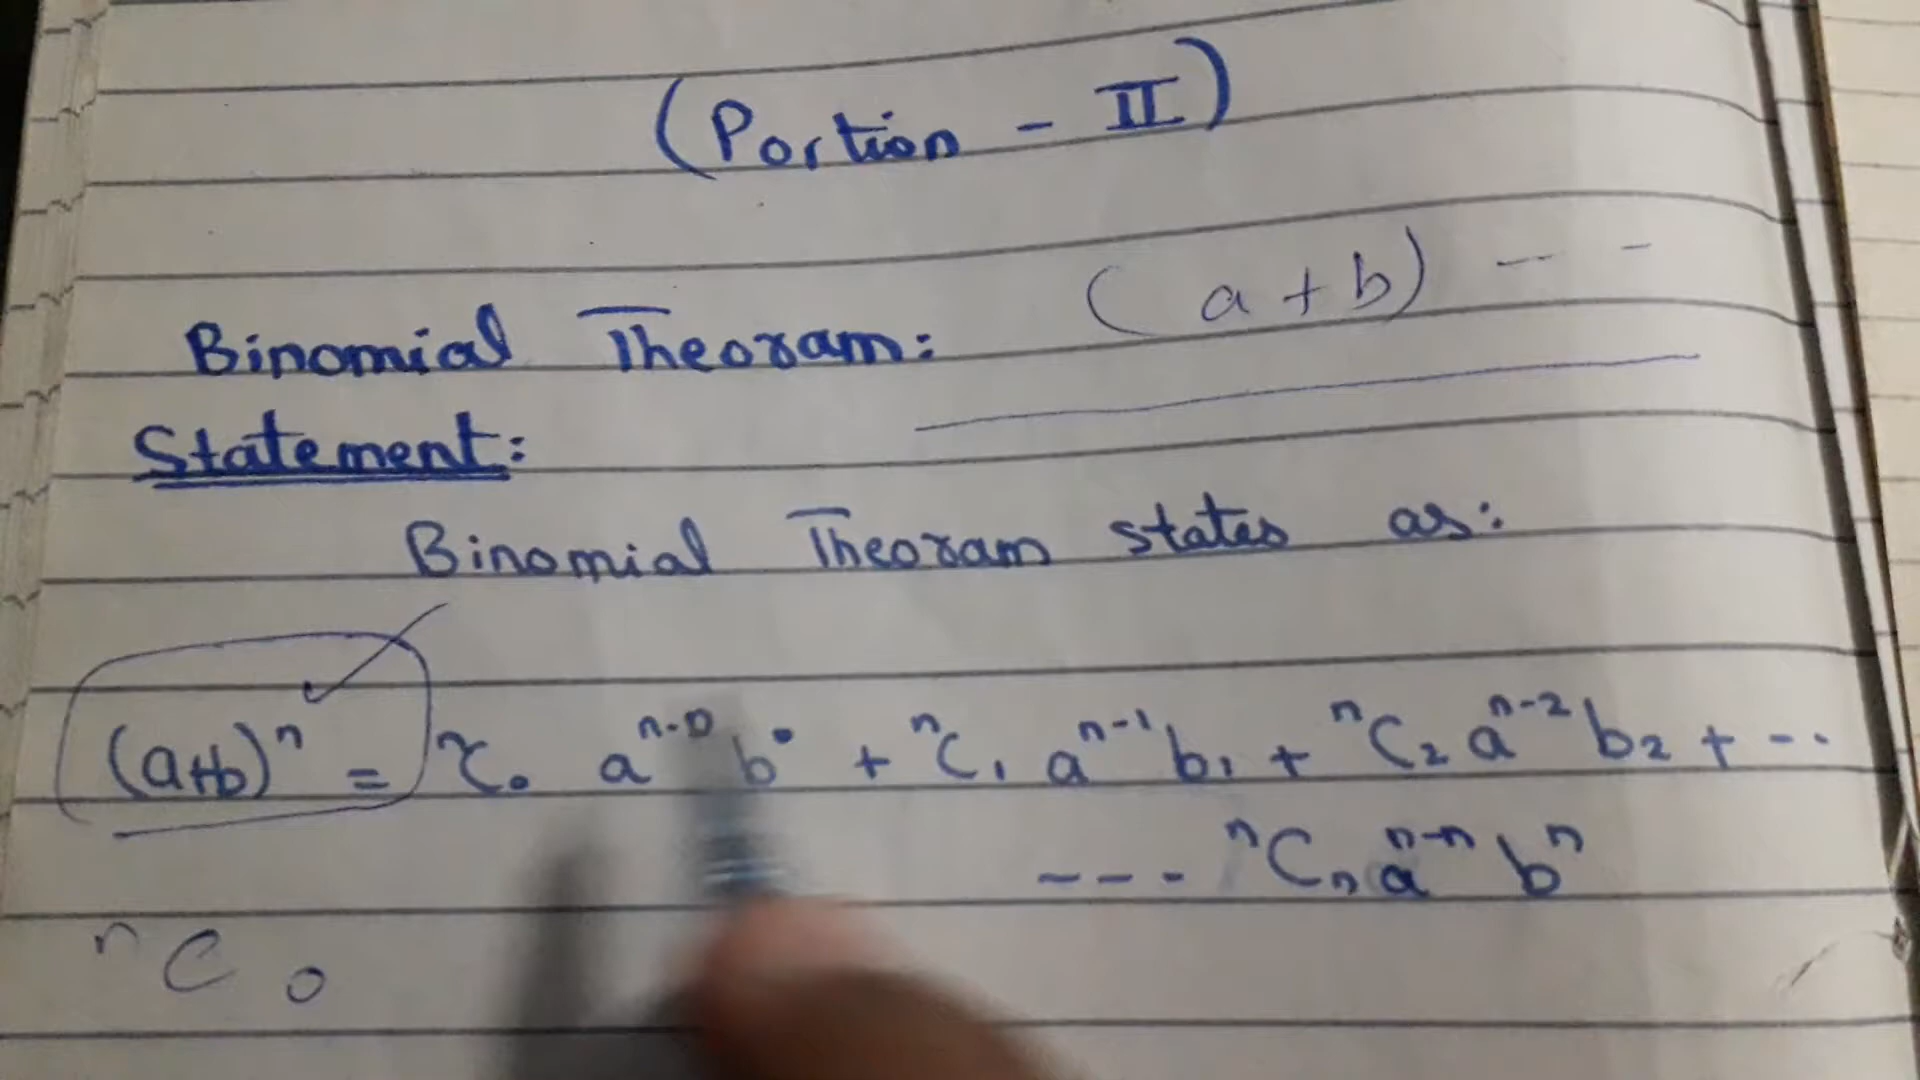 (Portion - II)
(a+b) - -
Binomial Theoram:
Statement:
Binomial Theoram states as:
(a+b)ⁿ = ⁿC₀ aⁿ⁻⁰ b⁰ + ⁿC₁ aⁿ⁻¹ b₁ + ⁿC₂ aⁿ⁻² b₂ + ---
---- ⁿCₙ aⁿ⁻ⁿ bⁿ
ⁿC₀